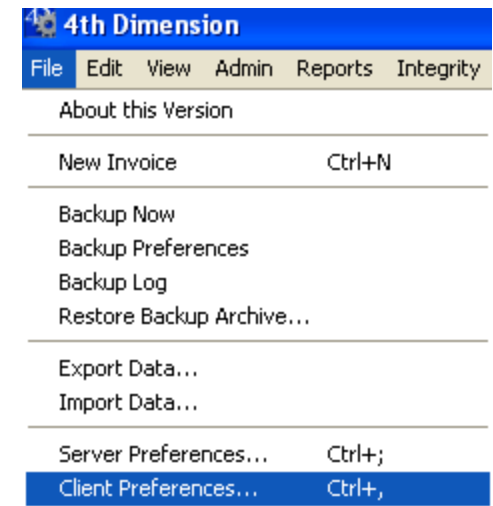 4th Dimension
File Edit View Admin Reports Integrity
About this Version
New Invoice Ctrl+N
Backup Now
Backup Preferences
Backup Log
Restore Backup Archive...
Export Data...
Import Data...
Server Preferences... Ctrl+;
Client Preferences... Ctrl+,